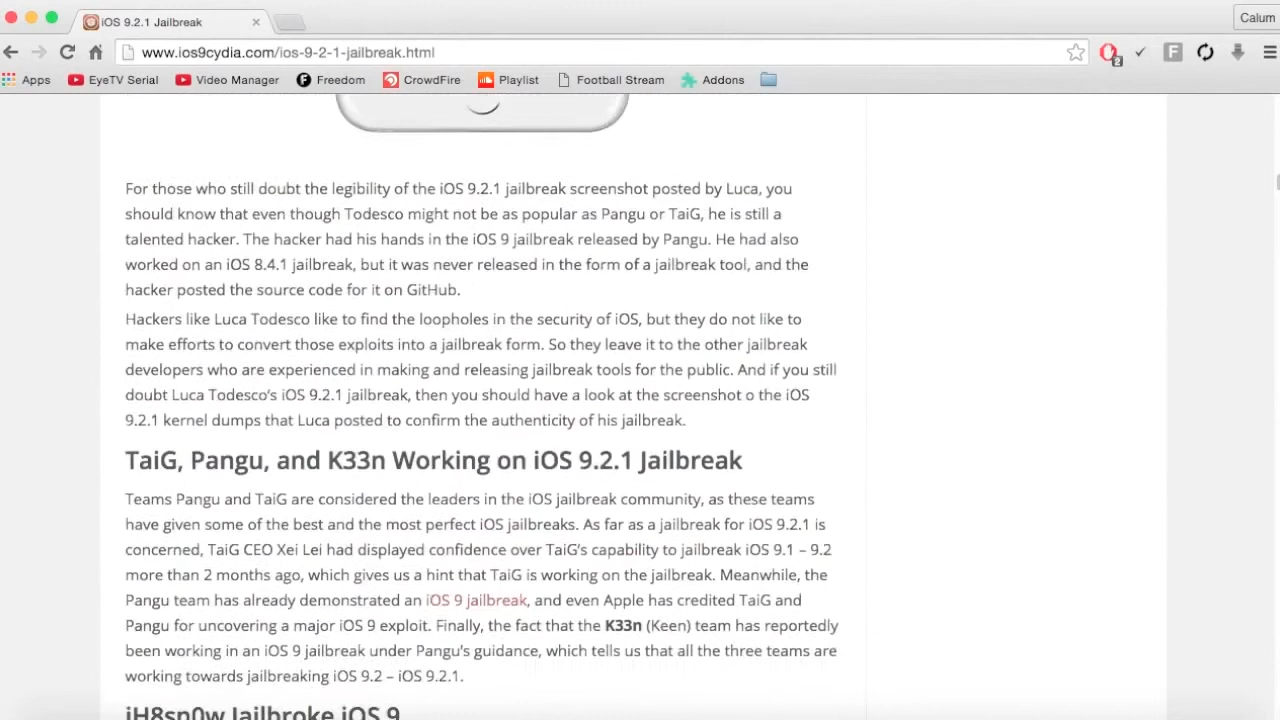 iOS 9.2.1 Jailbreak
Calum
www.ios9cydia.com/ios-9-2-1-jailbreak.html
2
F
Apps EyeTV Serial Video Manager Freedom CrowdFire Playlist Football Stream Addons
For those who still doubt the legibility of the iOS 9.2.1 jailbreak screenshot posted by Luca, you
should know that even though Todesco might not be as popular as Pangu or TaiG, he is still a
talented hacker. The hacker had his hands in the iOS 9 jailbreak released by Pangu. He had also
worked on an iOS 8.4.1 jailbreak, but it was never released in the form of a jailbreak tool, and the
hacker posted the source code for it on GitHub.
Hackers like Luca Todesco like to find the loopholes in the security of iOS, but they do not like to
make efforts to convert those exploits into a jailbreak form. So they leave it to the other jailbreak
developers who are experienced in making and releasing jailbreak tools for the public. And if you still
doubt Luca Todesco's iOS 9.2.1 jailbreak, then you should have a look at the screenshot o the iOS
9.2.1 kernel dumps that Luca posted to confirm the authenticity of his jailbreak.
TaiG, Pangu, and K33n Working on iOS 9.2.1 Jailbreak
Teams Pangu and TaiG are considered the leaders in the iOS jailbreak community, as these teams
have given some of the best and the most perfect iOS jailbreaks. As far as a jailbreak for iOS 9.2.1 is
concerned, TaiG CEO Xei Lei had displayed confidence over TaiG's capability to jailbreak iOS 9.1 – 9.2
more than 2 months ago, which gives us a hint that TaiG is working on the jailbreak. Meanwhile, the
Pangu team has already demonstrated an iOS 9 jailbreak, and even Apple has credited TaiG and
Pangu for uncovering a major iOS 9 exploit. Finally, the fact that the K33n (Keen) team has reportedly
been working in an iOS 9 jailbreak under Pangu's guidance, which tells us that all the three teams are
working towards jailbreaking iOS 9.2 – iOS 9.2.1.
iH8sn0w Jailbroke iOS 9